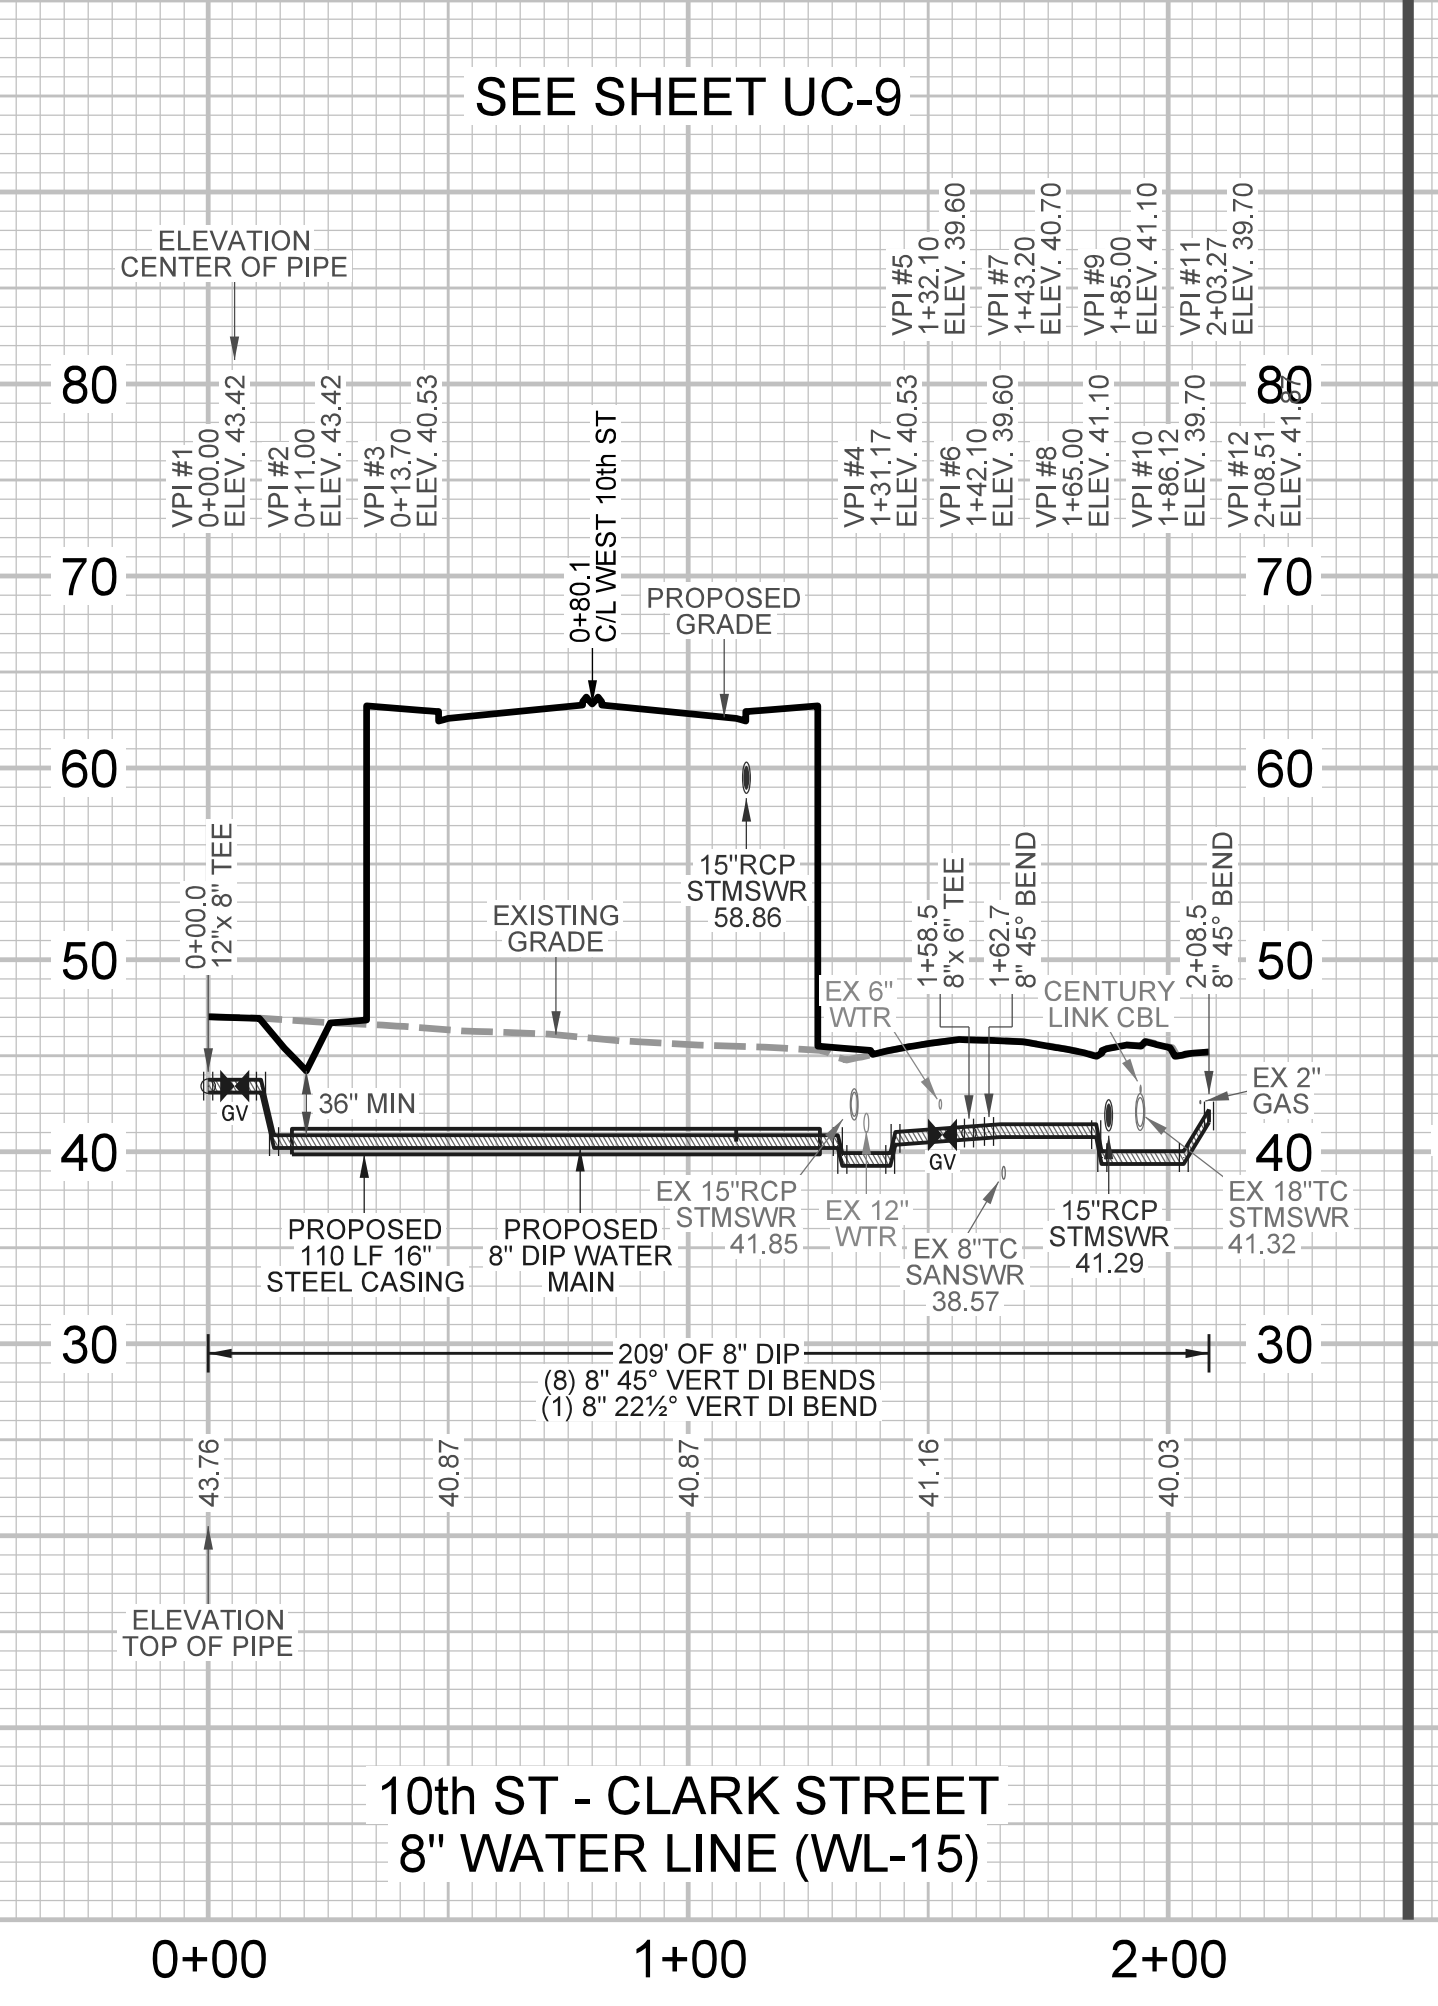 SEE SHEET UC-9
ELEVATION
CENTER OF PIPE
VPI #5
1+32.10
ELEV. 39.60
VPI #7
1+43.20
ELEV. 40.70
VPI #9
1+85.00
ELEV. 41.10
VPI #11
2+03.27
ELEV. 39.70
80
80
VPI #1
0+00.00
ELEV. 43.42
VPI #2
0+11.00
ELEV. 43.42
VPI #3
0+13.70
ELEV. 40.53
VPI #4
1+31.17
ELEV. 40.53
VPI #6
1+42.10
ELEV. 39.60
VPI #8
1+65.00
ELEV. 41.10
VPI #10
1+86.12
ELEV. 39.70
VPI #12
2+08.51
ELEV. 41.87
0+80.1
C/L WEST 10th ST
70
70
PROPOSED
GRADE
60
60
15"RCP
STMSWR
58.86
0+00.0
12"x 8" TEE
EXISTING
GRADE
50
50
1+58.5
8"x 6" TEE
1+62.7
8" 45° BEND
2+08.5
8" 45° BEND
EX 6"
WTR
CENTURY
LINK CBL
EX 2"
GAS
GV
36" MIN
40
40
GV
PROPOSED
110 LF 16"
STEEL CASING
PROPOSED
8" DIP WATER
MAIN
EX 15"RCP
STMSWR
41.85
EX 12"
WTR
EX 8"TC
SANSWR
38.57
15"RCP
STMSWR
41.29
EX 18"TC
STMSWR
41.32
30
30
209' OF 8" DIP
(8) 8" 45° VERT DI BENDS
(1) 8" 22½° VERT DI BEND
43.76
40.87
40.87
41.16
40.03
ELEVATION
TOP OF PIPE
10th ST - CLARK STREET
8" WATER LINE (WL-15)
0+00
1+00
2+00